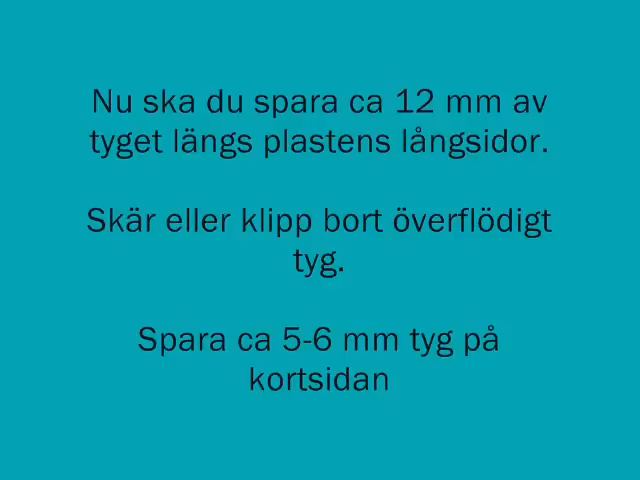 Nu ska du spara ca 12 mm av
tyget längs plastens långsidor.
Skär eller klipp bort överflödigt
tyg.
Spara ca 5-6 mm tyg på
kortsidan